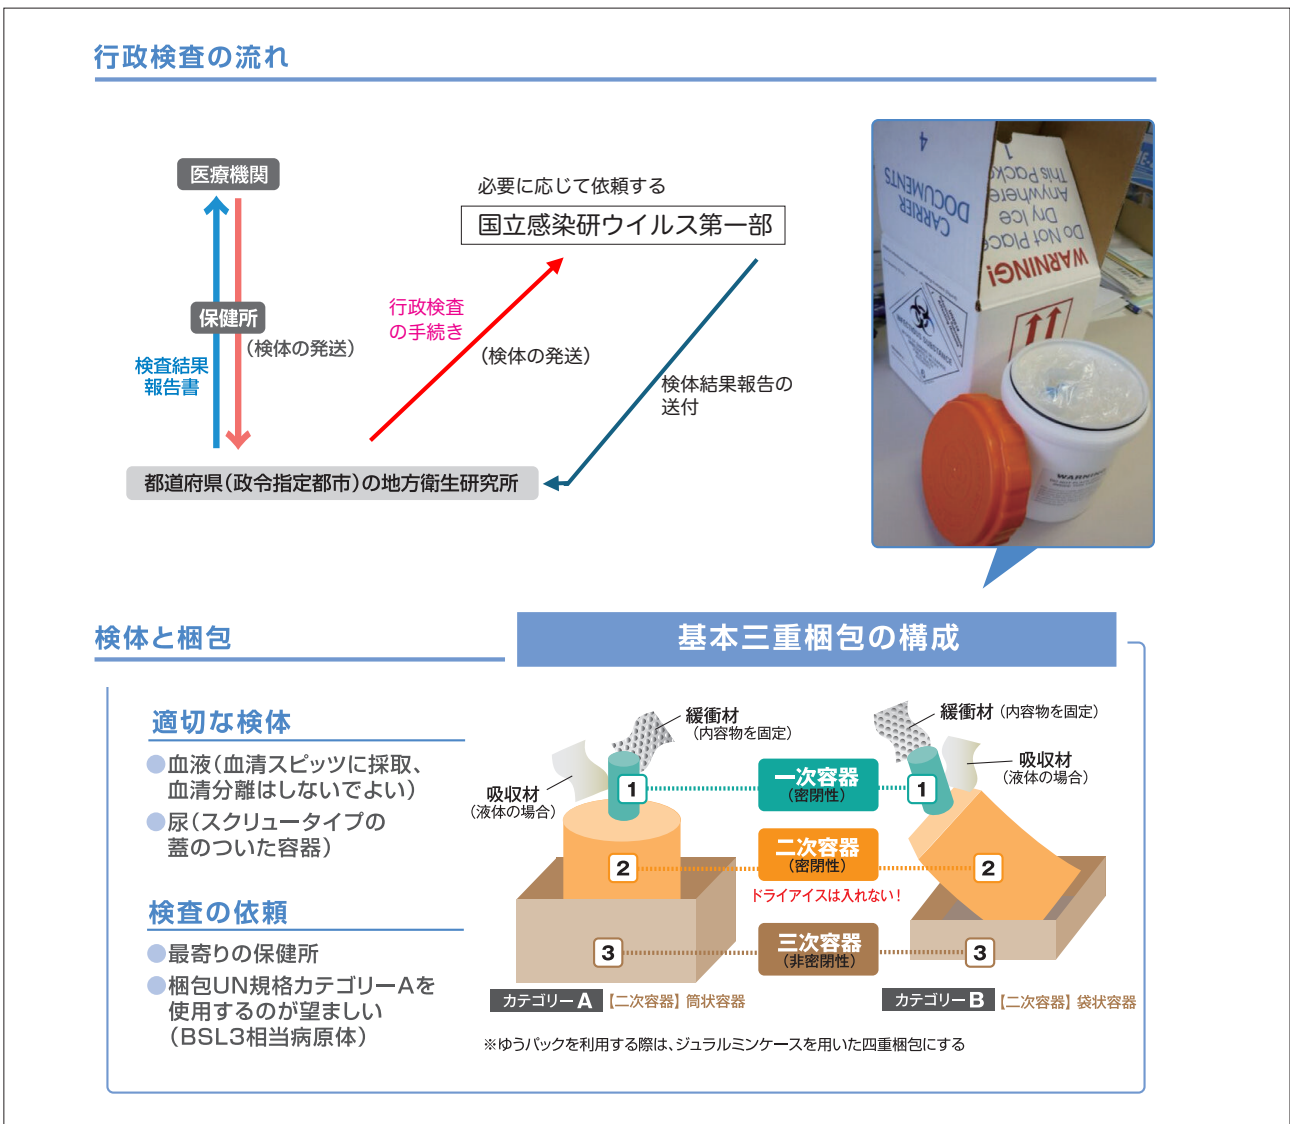 行政検査の流れ
医療機関
保健所
(検体の発送)
検査結果
報告書
必要に応じて依頼する
国立感染研ウイルス第一部
行政検査
の手続き
(検体の発送)
検体結果報告の
送付
都道府県(政令指定都市)の地方衛生研究所
4
CARRIER
DOCUMENTS
WARNING!
Do Not Place
Dry Ice
Anywhere
This Pack
1
INFECTIOUS SUBSTANCE
WARNING
検体と梱包
基本三重梱包の構成
適切な検体
●血液(血清スピッツに採取、
血清分離はしないでよい)
●尿(スクリュータイプの
蓋のついた容器)
検査の依頼
●最寄りの保健所
●梱包UN規格カテゴリーAを
使用するのが望ましい
(BSL3相当病原体)
緩衝材
(内容物を固定)
吸収材
(液体の場合)
1
2
3
一次容器
(密閉性)
二次容器
(密閉性)
ドライアイスは入れない!
三次容器
(非密閉性)
緩衝材(内容物を固定)
吸収材
(液体の場合)
1
2
3
カテゴリーA【二次容器】筒状容器
カテゴリーB【二次容器】袋状容器
※ゆうパックを利用する際は、ジュラルミンケースを用いた四重梱包にする